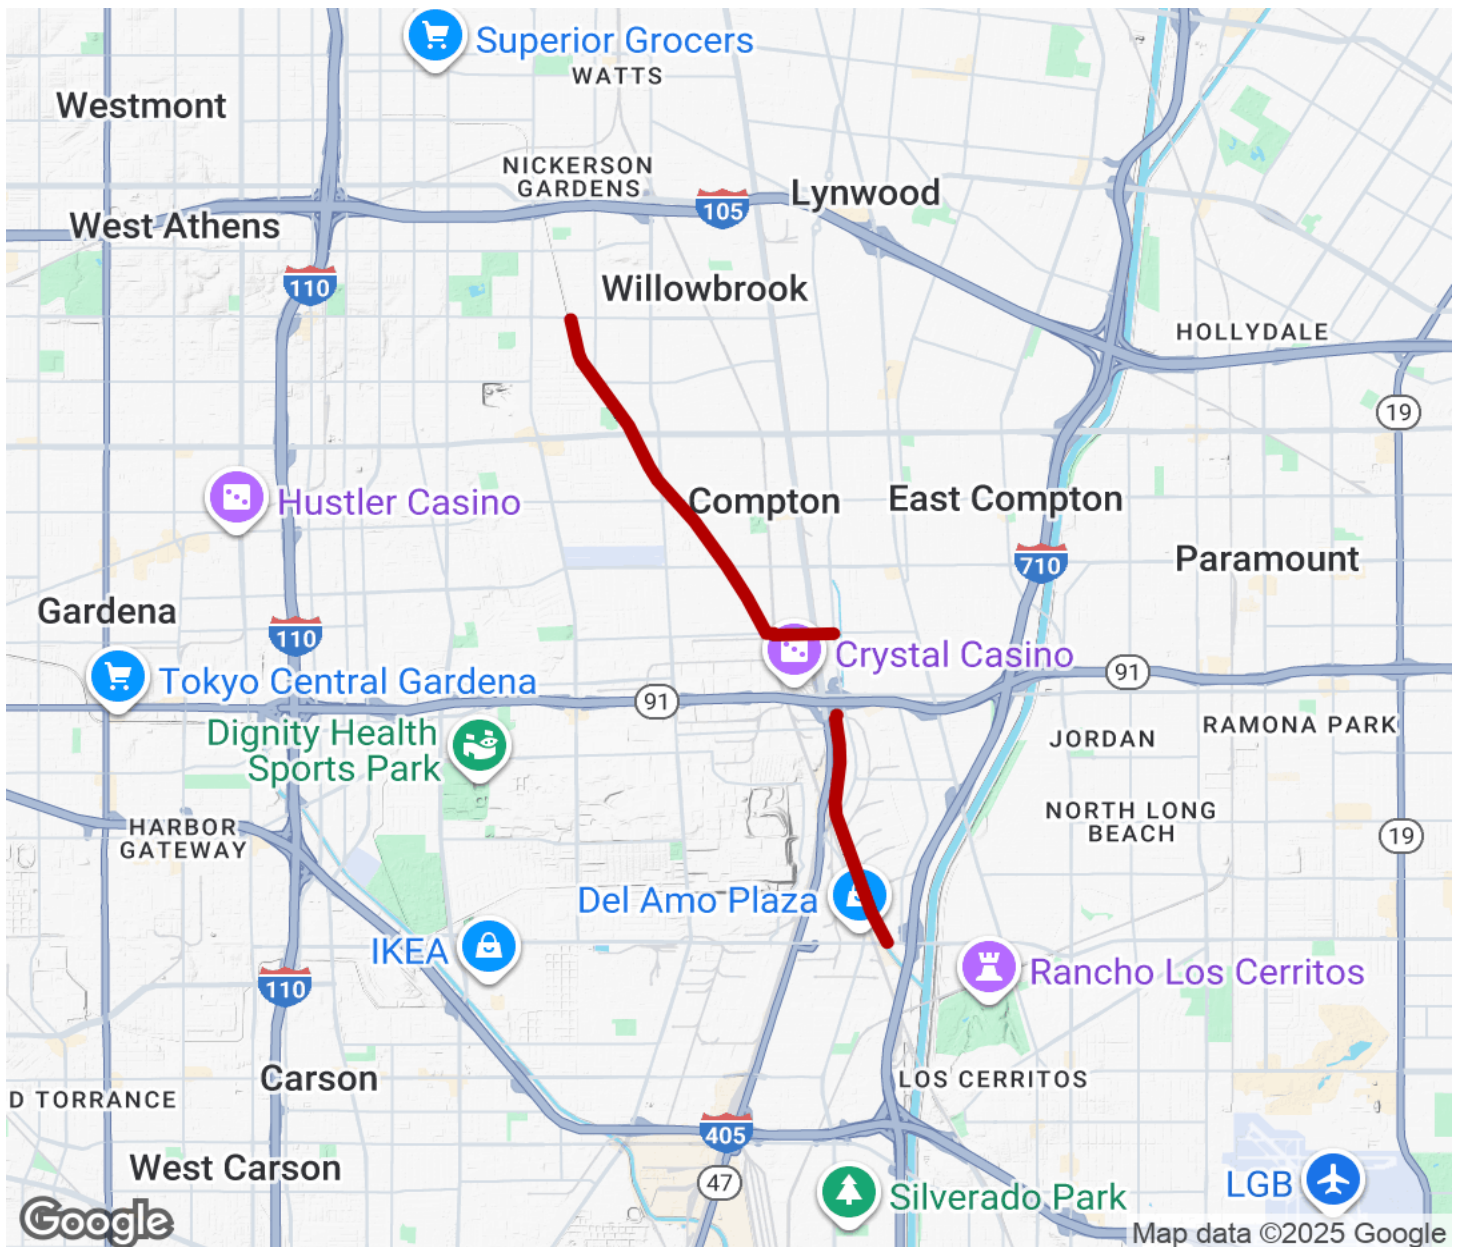 Superior Grocers
WATTS
Westmont
NICKERSON
GARDENS
105
Lynwood
West Athens
110
Willowbrook
HOLLYDALE
19
Hustler Casino
Compton
East Compton
710
Paramount
Gardena
110
Crystal Casino
91
Tokyo Central Gardena
91
Dignity Health
Sports Park
RAMONA PARK
JORDAN
HARBOR
GATEWAY
NORTH LONG
BEACH
19
Del Amo Plaza
IKEA
Rancho Los Cerritos
110
Carson
LOS CERRITOS
D TORRANCE
405
West Carson
47
Silverado Park
LGB
Google
Map data ©2025 Google